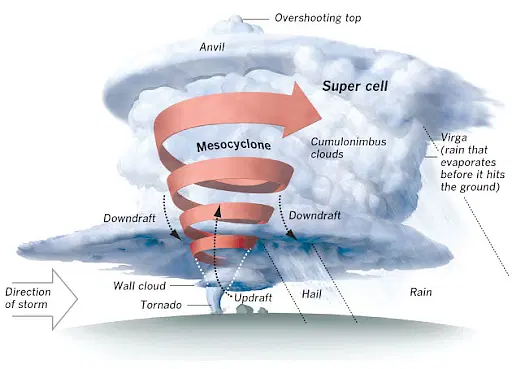 Overshooting top
Anvil
Super cell
Mesocyclone
Cumulonimbus
clouds
Virga
(rain that
evaporates
before it hits
the ground)
Downdraft
Downdraft
Direction
of storm
Wall cloud
Tornado
Updraft
Hail
Rain